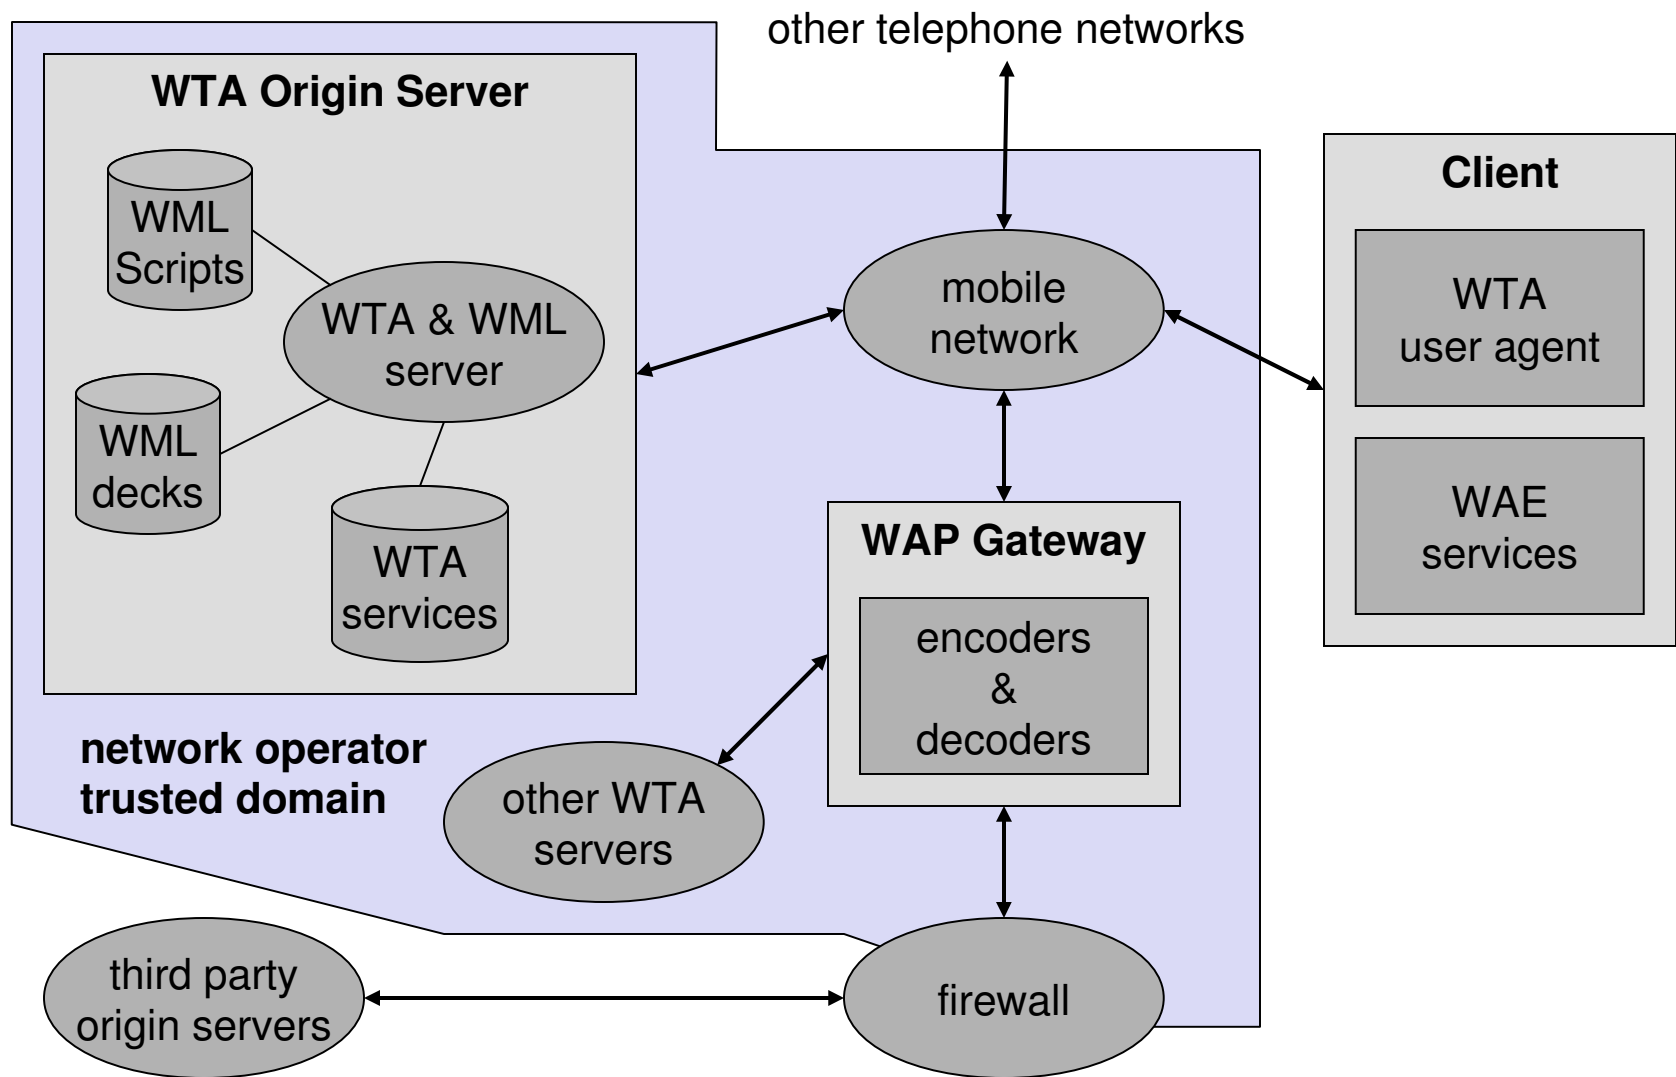 other telephone networks
WTA Origin Server
WML
Scripts
WTA & WML
server
WML
decks
WTA
services
network operator
trusted domain
mobile
network
Client
WTA
user agent
WAE
services
WAP Gateway
encoders
&
decoders
other WTA
servers
third party
origin servers
firewall